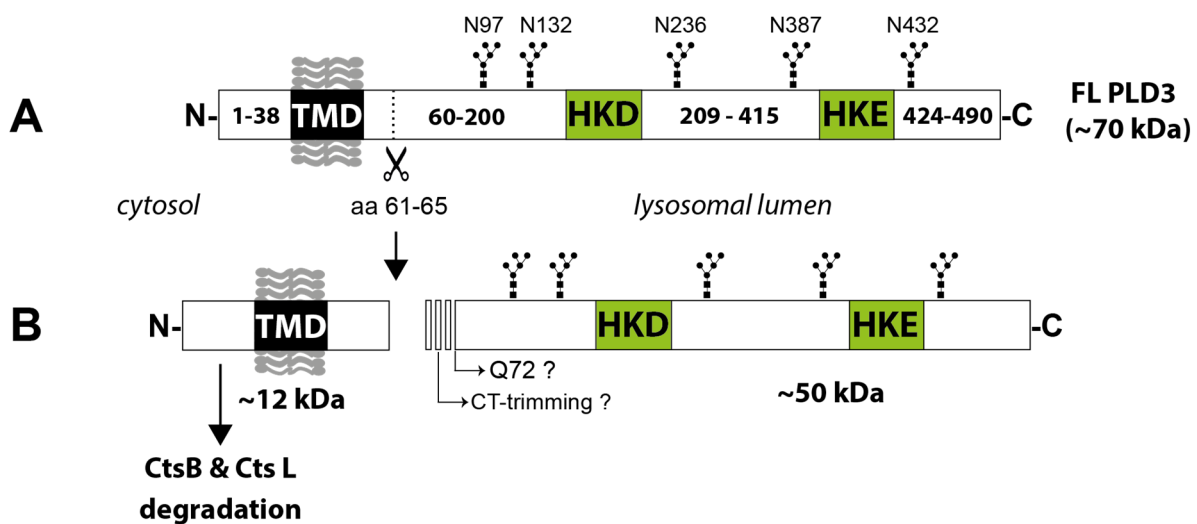 N97 N132 N236 N387 N432
A N- 1-38 TMD 60-200 HKD 209 - 415 HKE 424-490 -C FL PLD3
(~70 kDa)
cytosol aa 61-65 lysosomal lumen
B N- TMD HKD HKE -C
Q72 ?
~12 kDa CT-trimming ? ~50 kDa
CtsB & Cts L
degradation